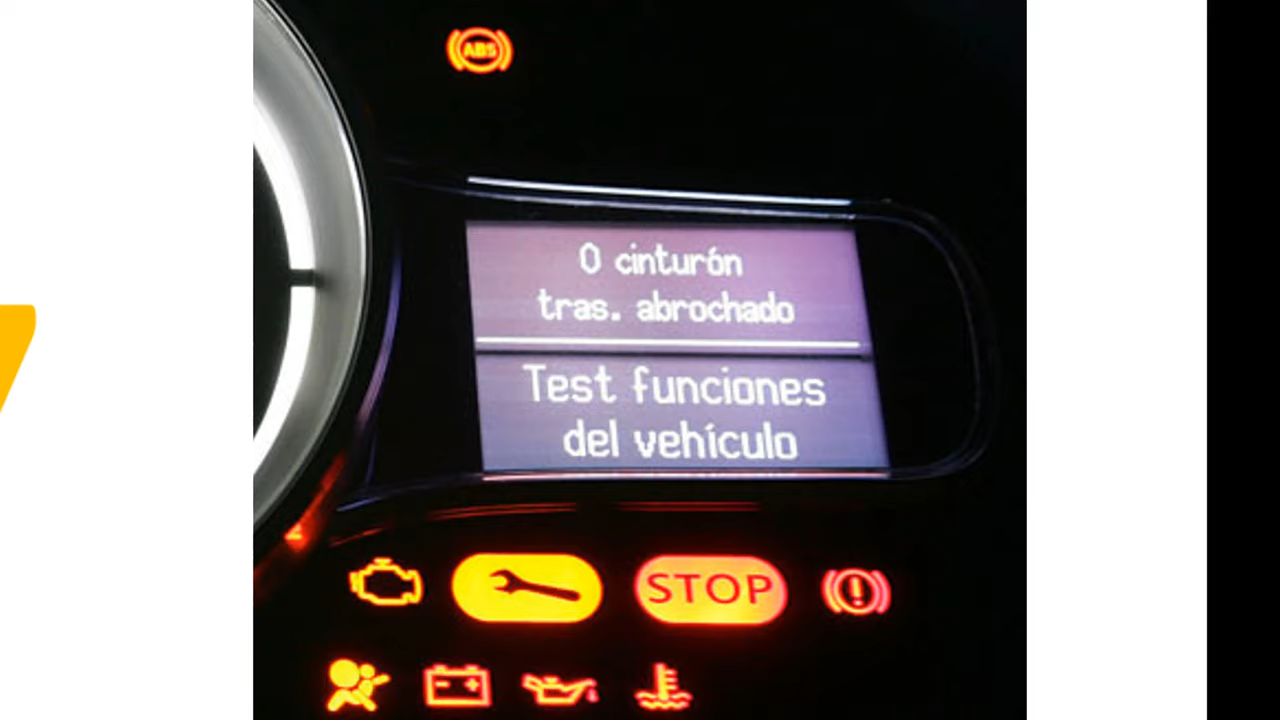 ABS
0 cinturón
tras. abrochado
Test funciones
del vehículo
STOP